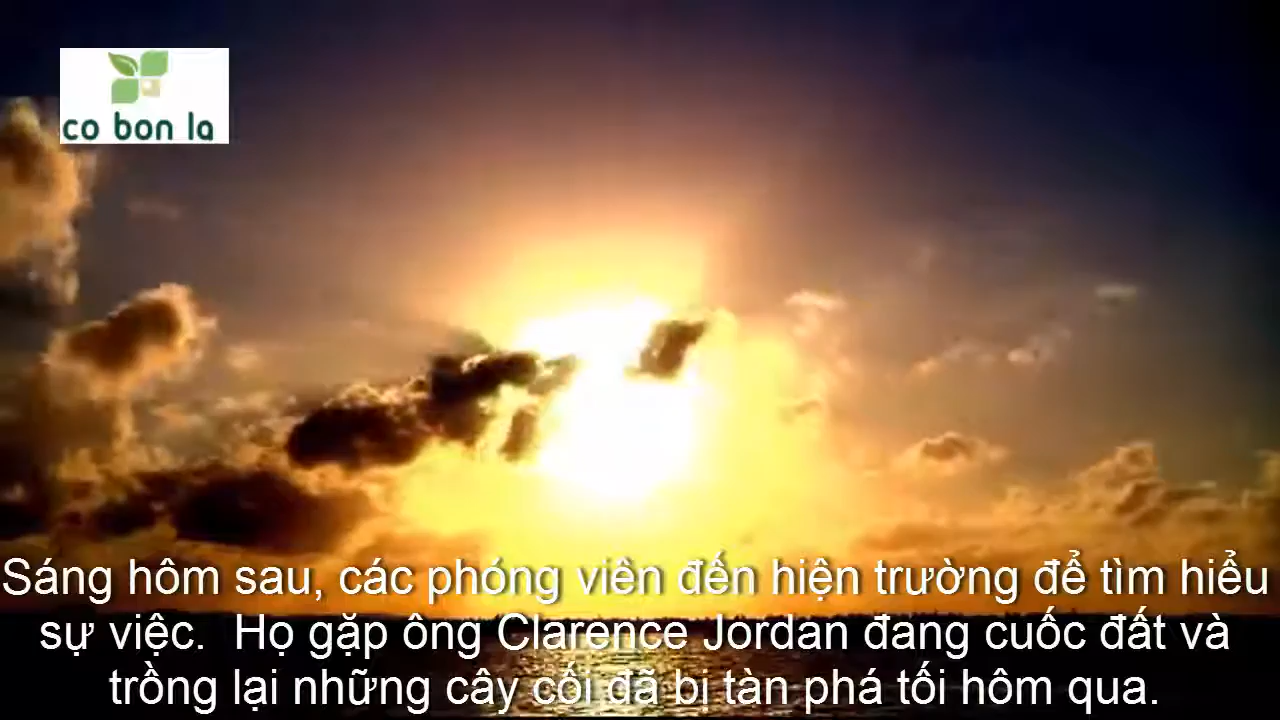 co bon la
Sáng hôm sau, các phóng viên đến hiện trường để tìm hiểu
sự việc.  Họ gặp ông Clarence Jordan đang cuốc đất và
trồng lại những cây cối đã bị tàn phá tối hôm qua.